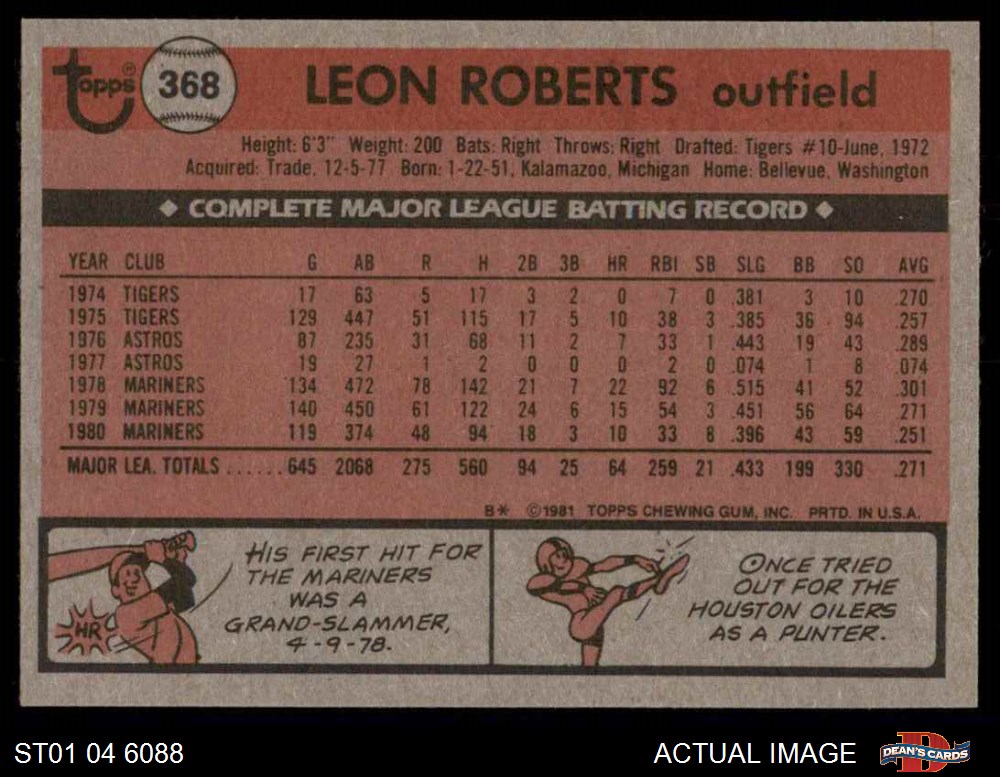 Topps® 368 LEON ROBERTS outfield
Height: 6'3" Weight: 200 Bats: Right Throws: Right Drafted: Tigers #10-June, 1972
Acquired: Trade, 12-5-77 Born: 1-22-51, Kalamazoo, Michigan Home: Bellevue, Washington
◆ COMPLETE MAJOR LEAGUE BATTING RECORD ◆
YEAR CLUB G AB R H 2B 3B HR RBI SB SLG BB SO AVG
1974 TIGERS 17 63 5 17 3 2 0 7 0 .381 3 10 .270
1975 TIGERS 129 447 51 115 17 5 10 38 3 .385 36 94 .257
1976 ASTROS 87 235 31 68 11 2 7 33 1 .443 19 43 .289
1977 ASTROS 19 27 1 2 0 0 0 2 0 .074 1 8 .074
1978 MARINERS 134 472 78 142 21 7 22 92 6 .515 41 52 .301
1979 MARINERS 140 450 61 122 24 6 15 54 3 .451 56 64 .271
1980 MARINERS 119 374 48 94 18 3 10 33 8 .396 43 59 .251
MAJOR LEA. TOTALS ......645 2068 275 560 94 25 64 259 21 .433 199 330 .271
B* ©1981 TOPPS CHEWING GUM, INC. PRTD. IN U.S.A.
HIS FIRST HIT FOR
THE MARINERS
WAS A
GRAND-SLAMMER,
4-9-78.
HR
ONCE TRIED
OUT FOR THE
HOUSTON OILERS
AS A PUNTER.
ST01 04 6088 ACTUAL IMAGE D DEAN'S CARDS